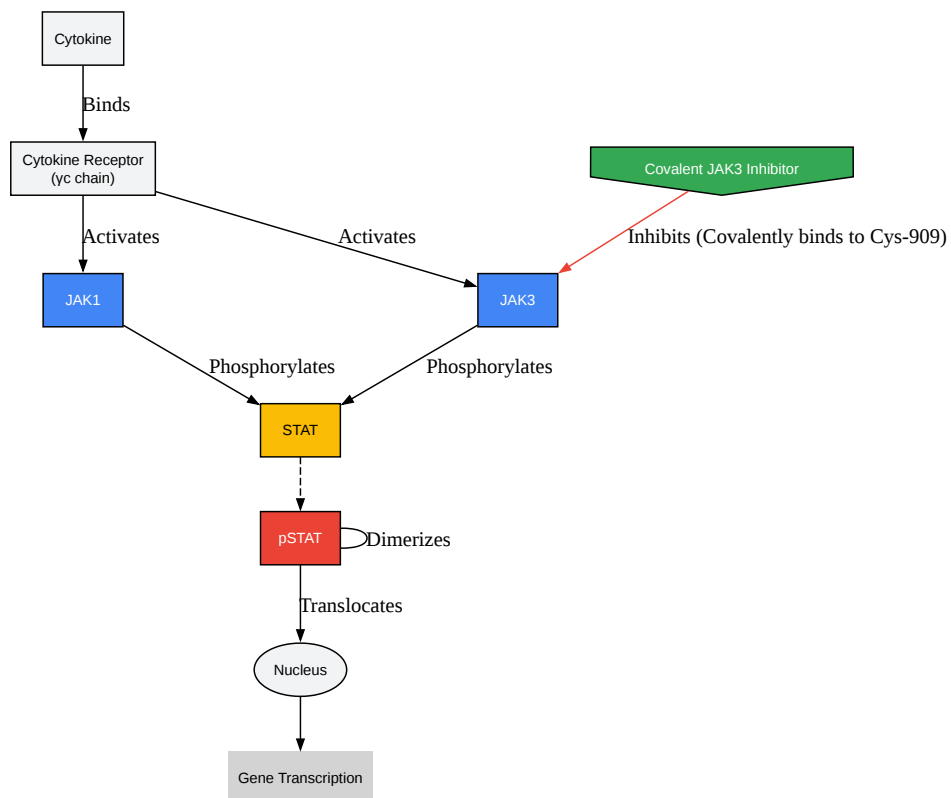 Cytokine
Binds
Cytokine Receptor
(γc chain)
Covalent JAK3 Inhibitor
Activates
Activates
Inhibits (Covalently binds to Cys-909)
JAK1
JAK3
Phosphorylates
Phosphorylates
STAT
pSTAT
Dimerizes
Translocates
Nucleus
Gene Transcription